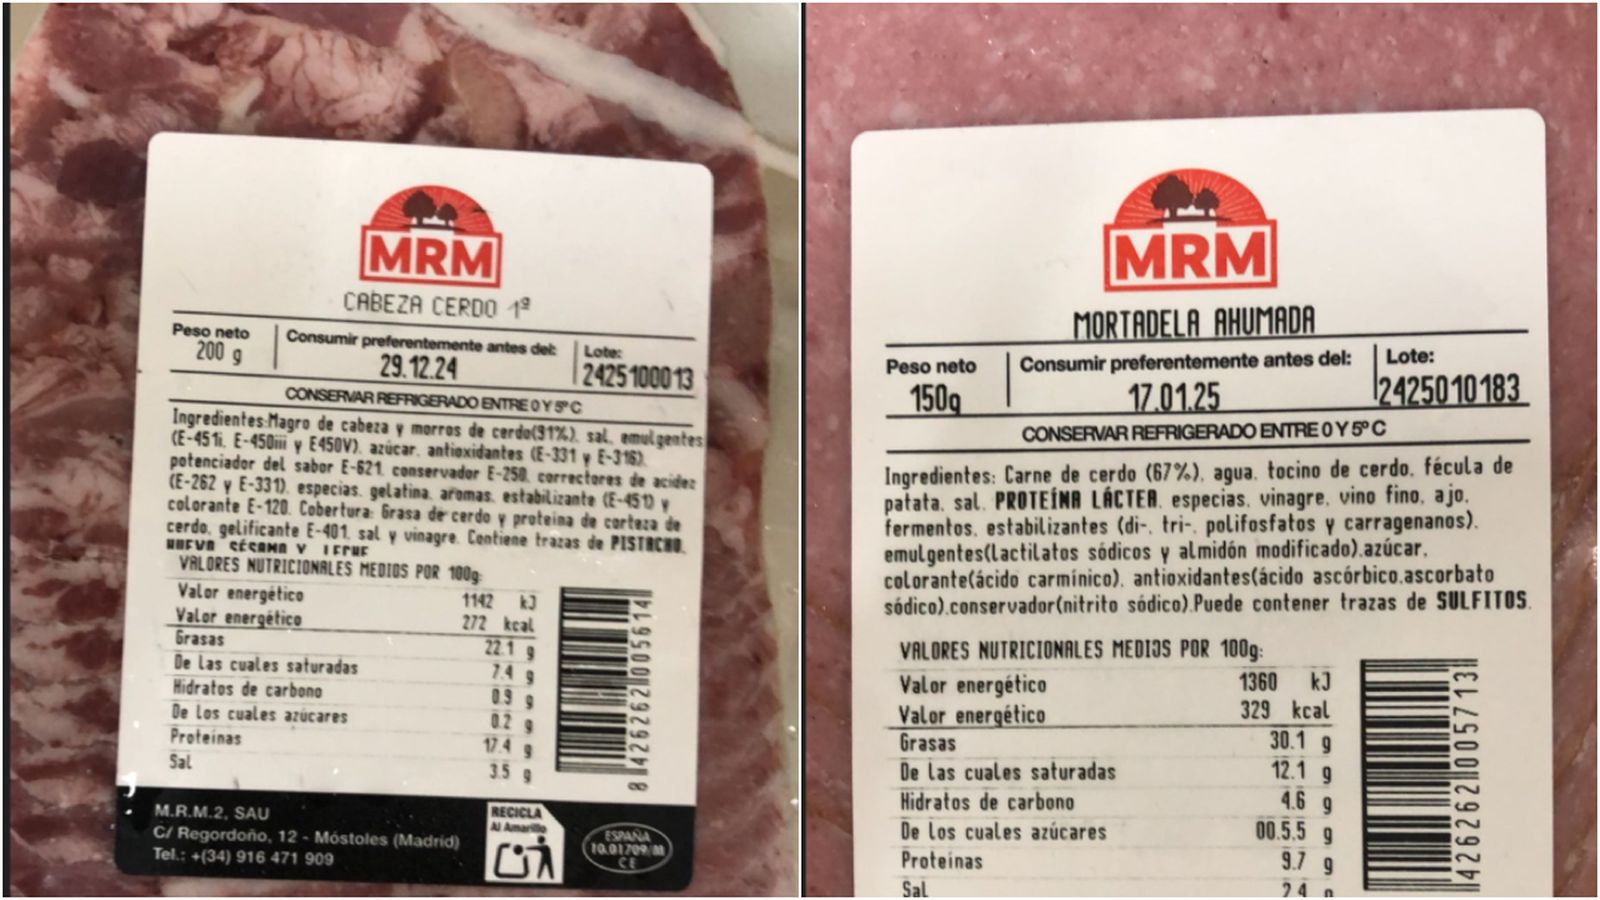 MRM
CABEZA CERDO 1ª
Peso neto
200 g
Consumir preferentemente antes del:
29.12.24
Lote:
2425100013
CONSERVAR REFRIGERADO ENTRE 0 Y 5º C
Ingredientes:Magro de cabeza y morros de cerdo(91%), sal, emulgentes
(E-451i, E-450iii y E450V), azúcar, antioxidantes (E-331 y E-316),
potenciador del sabor E-621, conservador E-250, correctores de acidez
(E-262 y E-331), especias, gelatina, aromas, estabilizante (E-451) y
colorante E-120. Cobertura: Grasa de cerdo y proteina de corteza de
cerdo, gelificante E-401, sal y vinagre. Contiene trazas de PISTACHO,
HUEVO SÉSAMO Y LECHE
VALORES NUTRICIONALES MEDIOS POR 100g:
Valor energético 1142 kJ
Valor energético 272 kcal
Grasas 22.1 g
De las cuales saturadas 7.4 g
Hidratos de carbono 0.9 g
De los cuales azúcares 0.2 g
Proteínas 17.4 g
Sal 3.5 g
8426262005614
M.R.M.2, SAU
C/ Regordoño, 12 - Móstoles (Madrid)
Tel.: +(34) 916 471 909
RECICLA
Al Amarillo
ESPAÑA
10.01709/M
CE
MRM
MORTADELA AHUMADA
Peso neto
150g
Consumir preferentemente antes del:
17.01.25
Lote:
2425010183
CONSERVAR REFRIGERADO ENTRE 0 Y 5º C
Ingredientes: Carne de cerdo (67%), agua, tocino de cerdo, fécula de
patata, sal, PROTEÍNA LÁCTEA, especias, vinagre, vino fino, ajo,
fermentos, estabilizantes (di-, tri-, polifosfatos y carragenanos),
emulgentes(lactilatos sódicos y almidón modificado),azúcar,
colorante(ácido carmínico), antioxidantes(ácido ascórbico,ascorbato
sódico),conservador(nitrito sódico).Puede contener trazas de SULFITOS.
VALORES NUTRICIONALES MEDIOS POR 100g:
Valor energético 1360 kJ
Valor energético 329 kcal
Grasas 30.1 g
De las cuales saturadas 12.1 g
Hidratos de carbono 4.6 g
De los cuales azúcares 00.5.5 g
Proteínas 9.7 g
Sal 2.4 g
426262005713